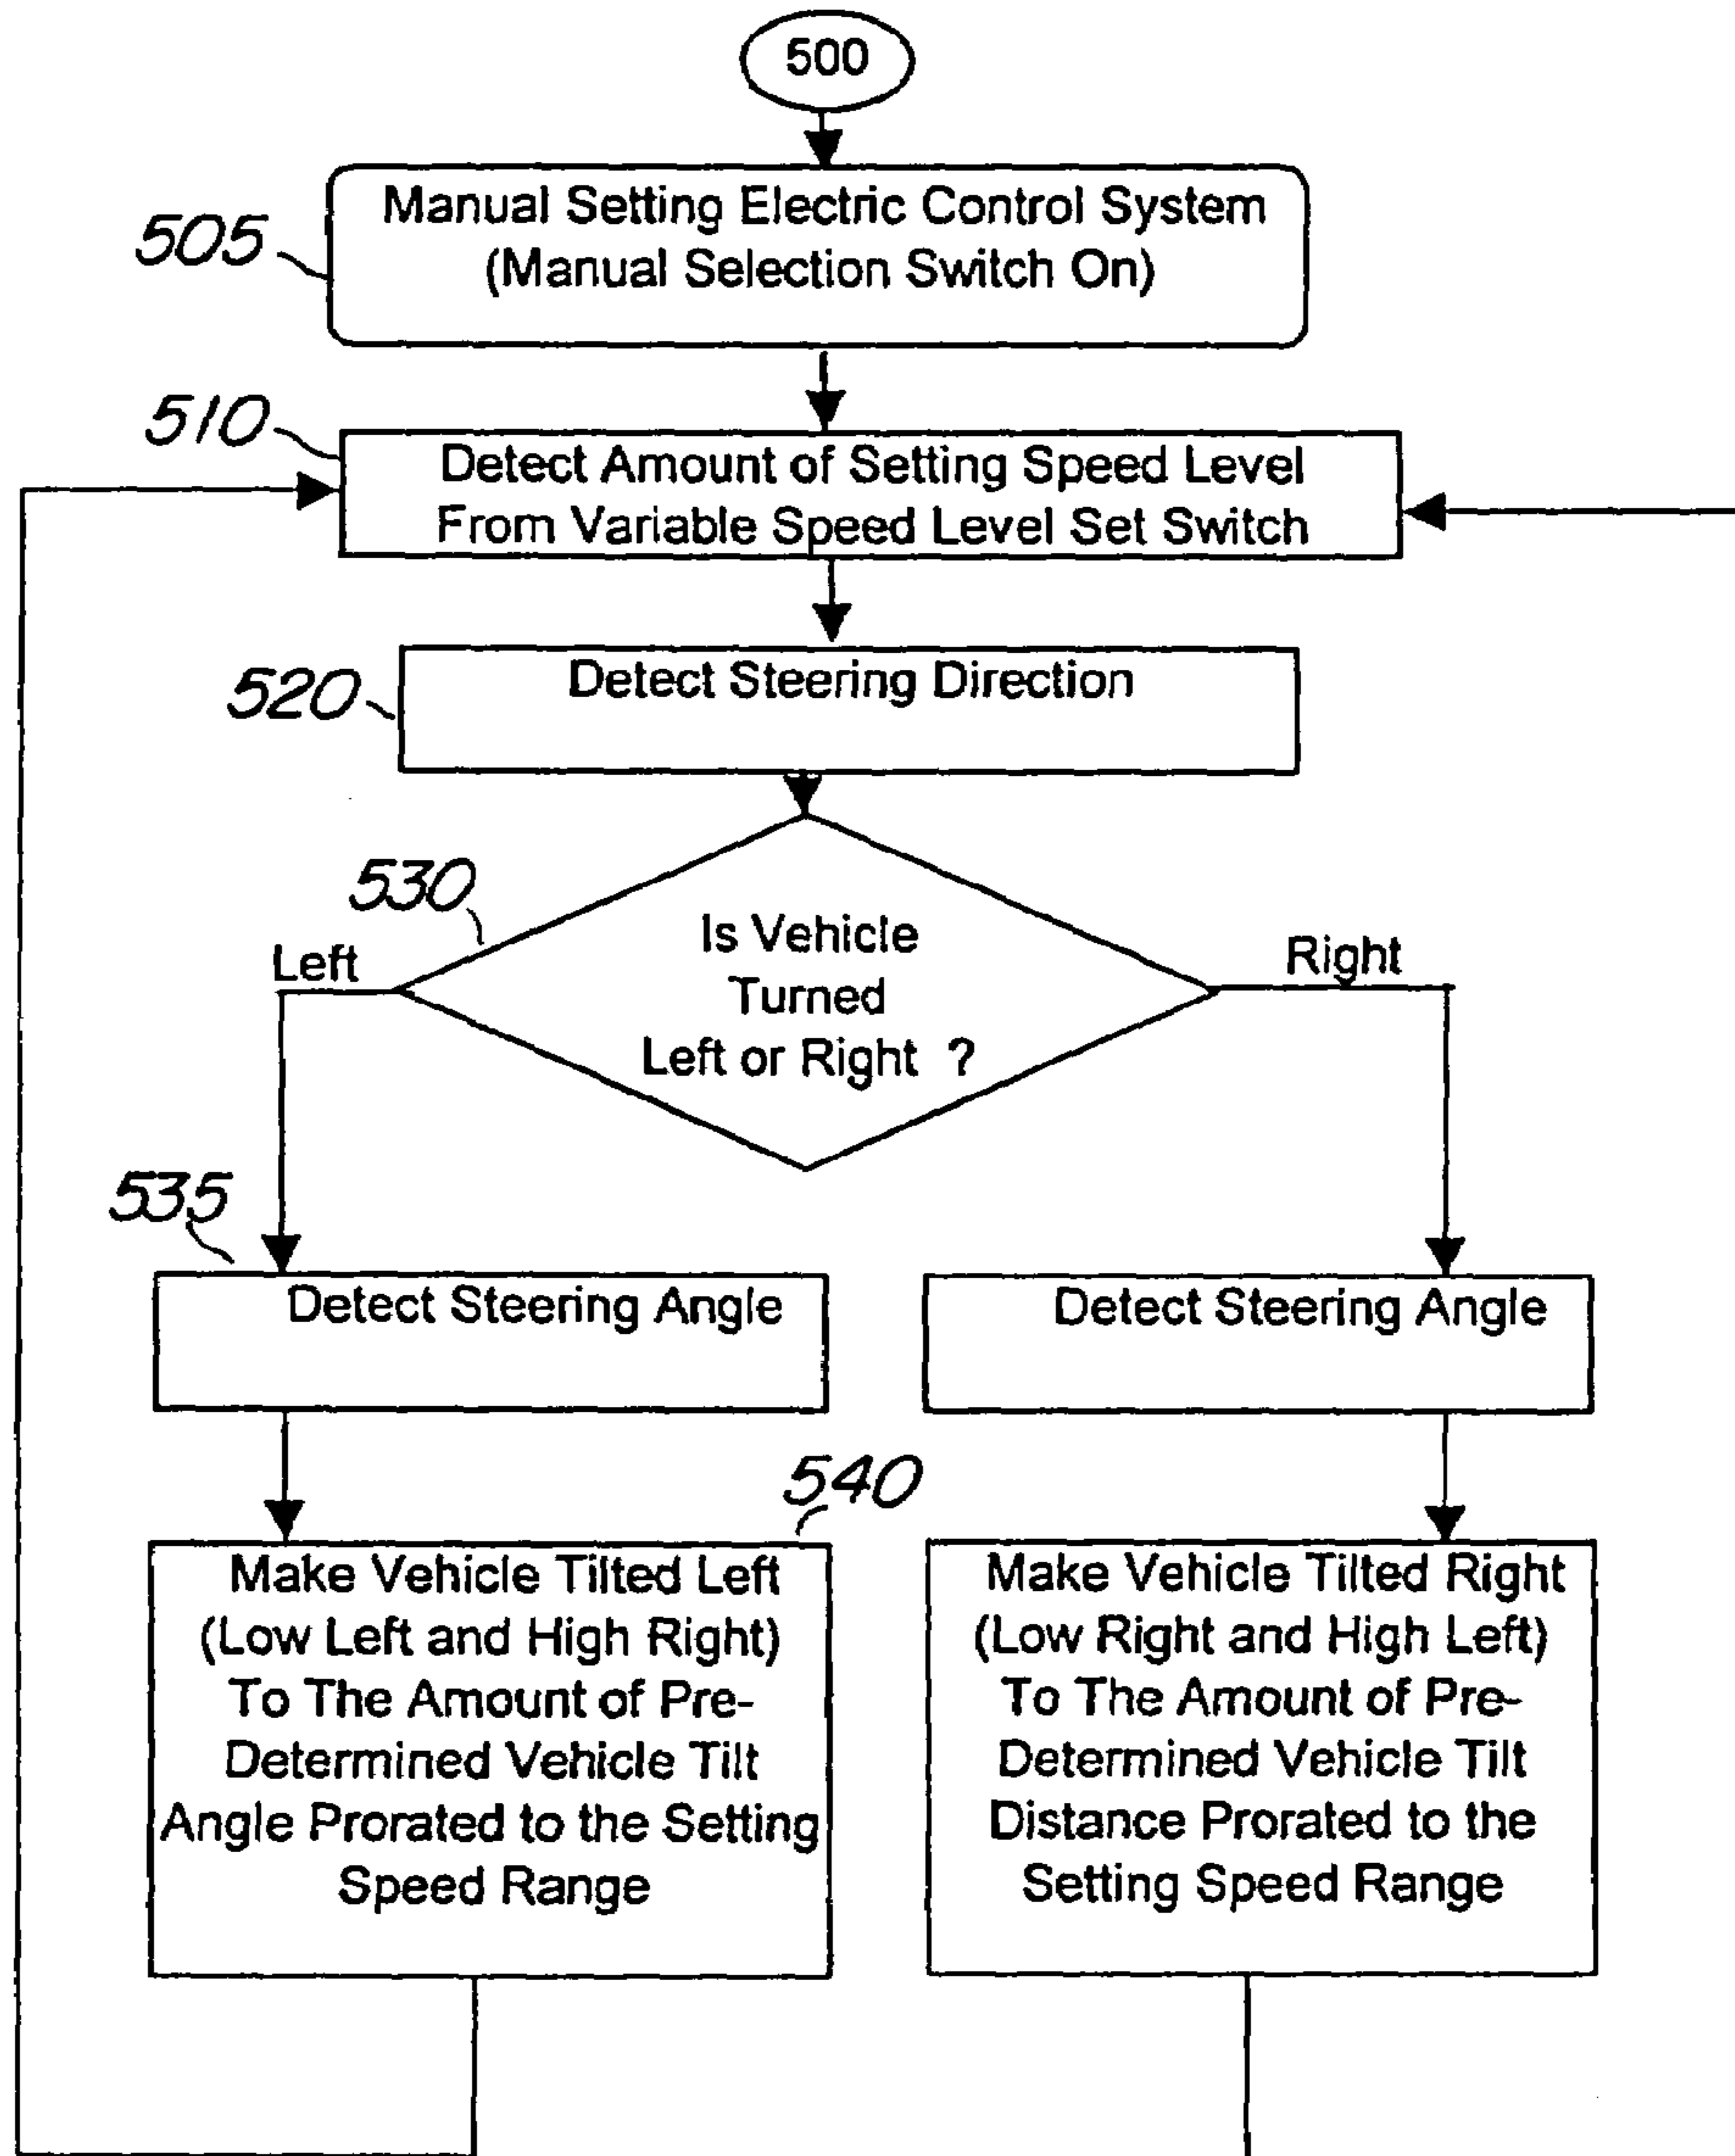 500
505
Manual Setting Electric Control System
(Manual Selection Switch On)
510
Detect Amount of Setting Speed Level
From Variable Speed Level Set Switch
520
Detect Steering Direction
530
Is Vehicle
Turned
Left or Right ?
Left
Right
535
Detect Steering Angle
Detect Steering Angle
540
Make Vehicle Tilted Left
(Low Left and High Right)
To The Amount of Pre-
Determined Vehicle Tilt
Angle Prorated to the Setting
Speed Range
Make Vehicle Tilted Right
(Low Right and High Left)
To The Amount of Pre-
Determined Vehicle Tilt
Distance Prorated to the
Setting Speed Range